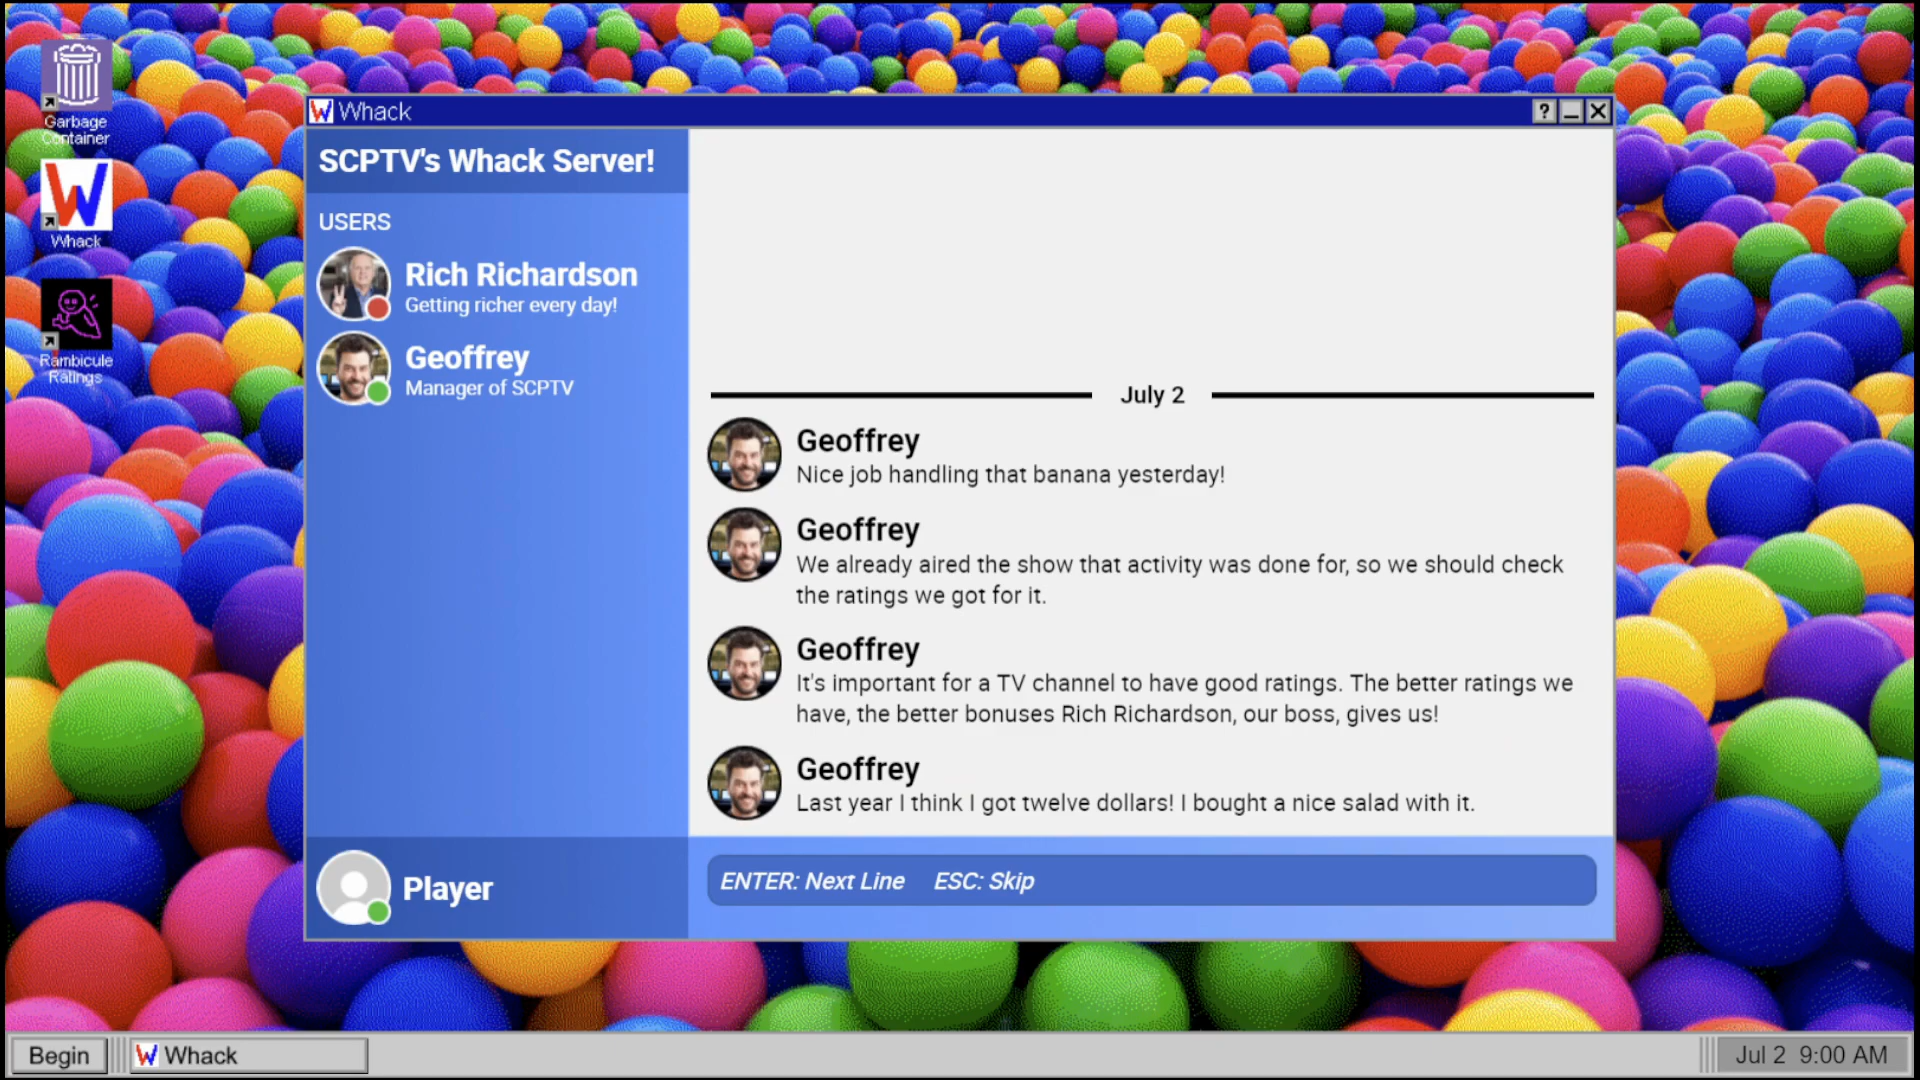 Garbage
Container
Whack
Rambicule
Ratings
W Whack
? _ X
SCPTV's Whack Server!
USERS
Rich Richardson
Getting richer every day!
Geoffrey
Manager of SCPTV
Player
July 2
Geoffrey
Nice job handling that banana yesterday!
Geoffrey
We already aired the show that activity was done for, so we should check
the ratings we got for it.
Geoffrey
It's important for a TV channel to have good ratings. The better ratings we
have, the better bonuses Rich Richardson, our boss, gives us!
Geoffrey
Last year I think I got twelve dollars! I bought a nice salad with it.
ENTER: Next Line ESC: Skip
Begin
W Whack
Jul 2 9:00 AM